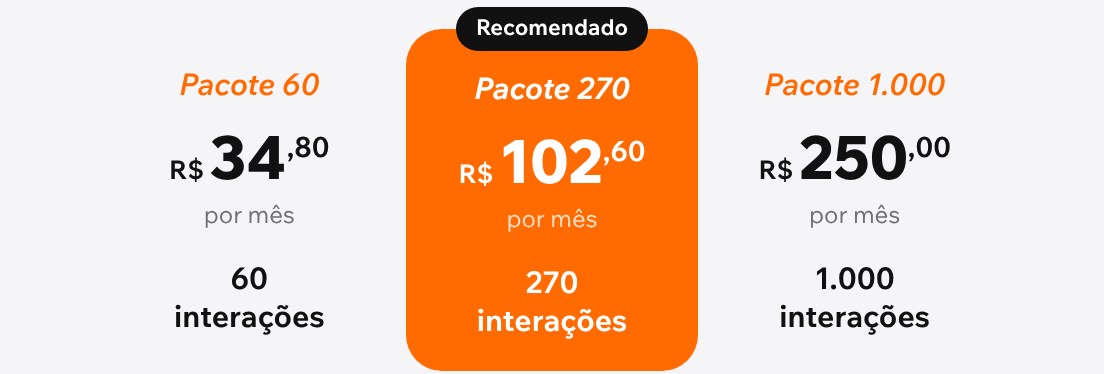 Recomendado
Pacote 60
R$ 34,80
por mês
60
interações
Pacote 270
R$ 102,60
por mês
270
interações
Pacote 1.000
R$ 250,00
por mês
1.000
interações